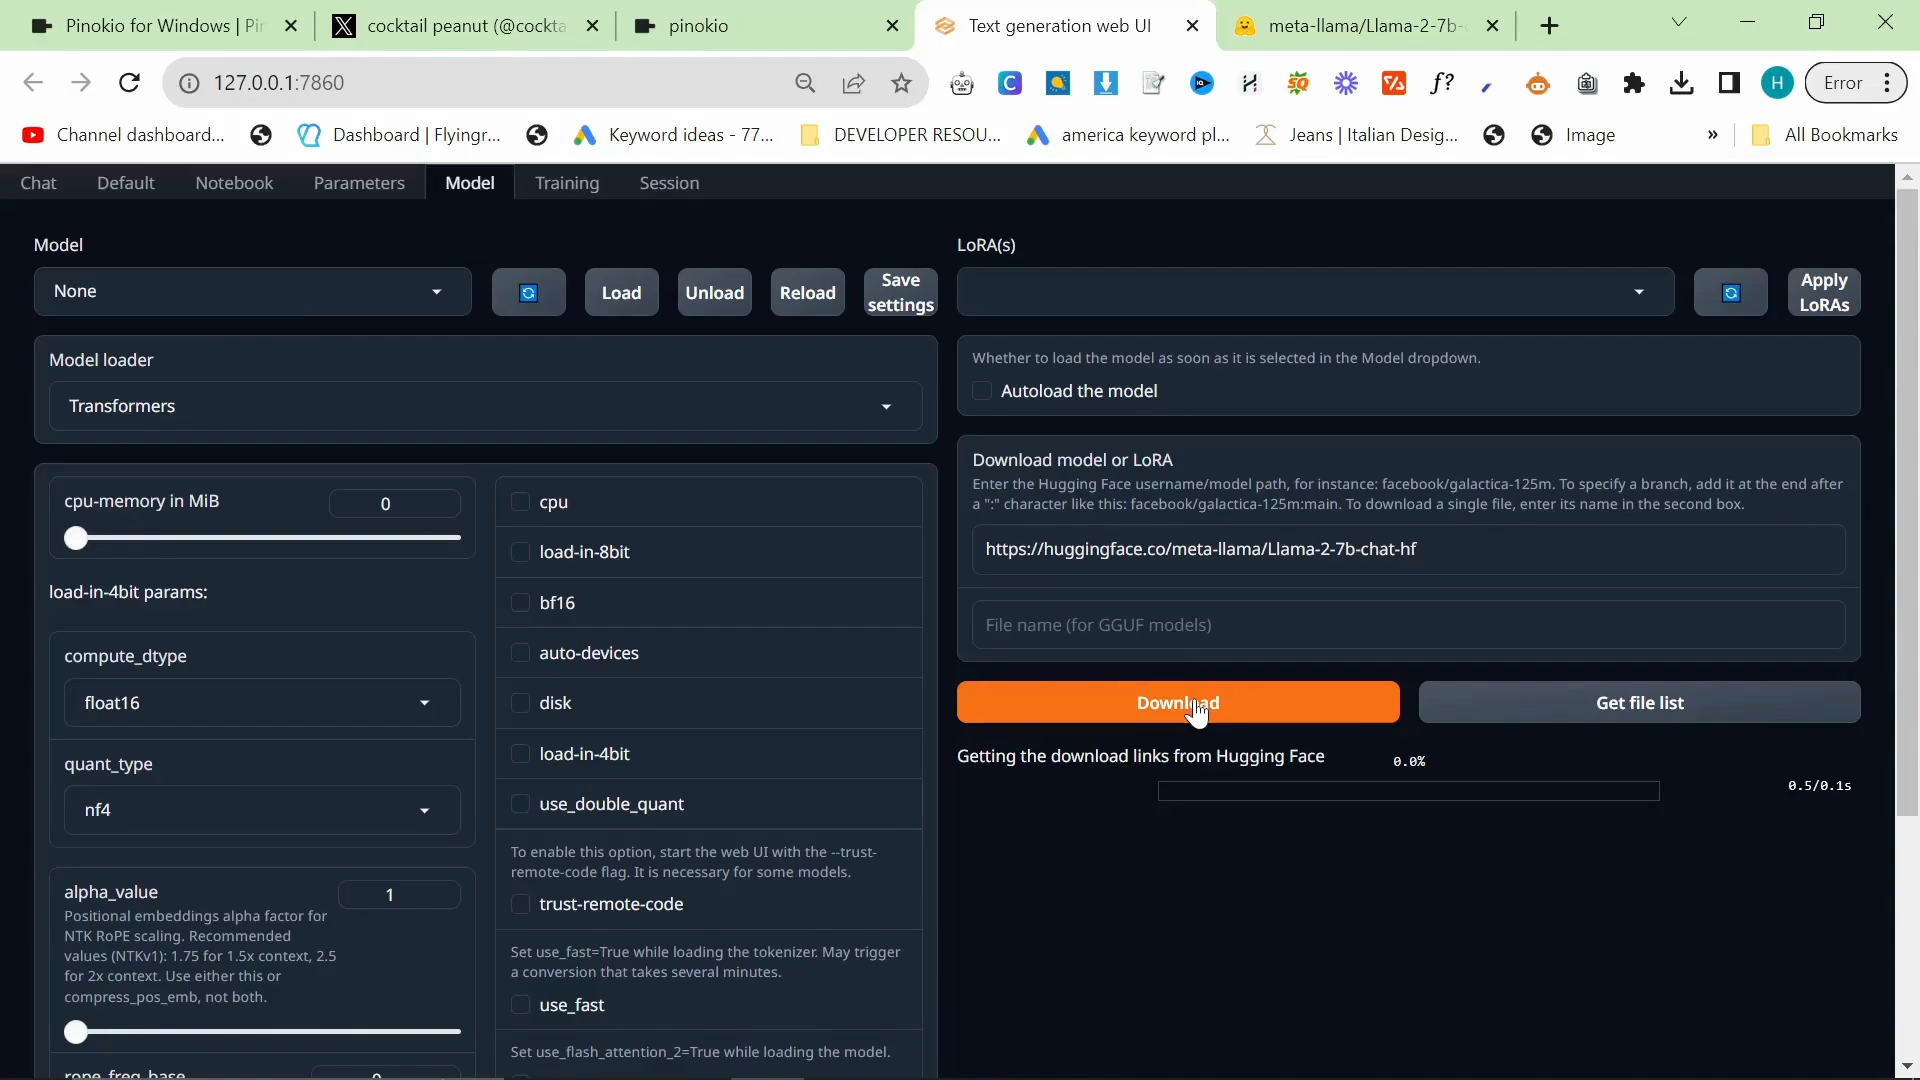 Pinokio for Windows | Pin
cocktail peanut (@cockta
pinokio
Text generation web UI
meta-llama/Llama-2-7b-
127.0.0.1:7860
H
Error
Channel dashboard...
Dashboard | Flyingr...
Keyword ideas - 77...
DEVELOPER RESOU...
america keyword pl...
Jeans | Italian Desig...
Image
»
All Bookmarks
Chat
Default
Notebook
Parameters
Model
Training
Session
Model
None
Load
Unload
Reload
Save
settings
LoRA(s)
Apply
LoRAs
Model loader
Transformers
Whether to load the model as soon as it is selected in the Model dropdown.
Autoload the model
Download model or LoRA
Enter the Hugging Face username/model path, for instance: facebook/galactica-125m. To specify a branch, add it at the end after
a ":" character like this: facebook/galactica-125m:main. To download a single file, enter its name in the second box.
https://huggingface.co/meta-llama/Llama-2-7b-chat-hf
File name (for GGUF models)
Download
Get file list
Getting the download links from Hugging Face
0.0%
0.5/0.1s
cpu-memory in MiB
0
load-in-4bit params:
compute_dtype
float16
quant_type
nf4
alpha_value
1
Positional embeddings alpha factor for
NTK RoPE scaling. Recommended
values (NTKv1): 1.75 for 1.5x context, 2.5
for 2x context. Use either this or
compress_pos_emb, not both.
rope_freq_base
0
cpu
load-in-8bit
bf16
auto-devices
disk
load-in-4bit
use_double_quant
To enable this option, start the web UI with the --trust-
remote-code flag. It is necessary for some models.
trust-remote-code
Set use_fast=True while loading the tokenizer. May trigger
a conversion that takes several minutes.
use_fast
Set use_flash_attention_2=True while loading the model.